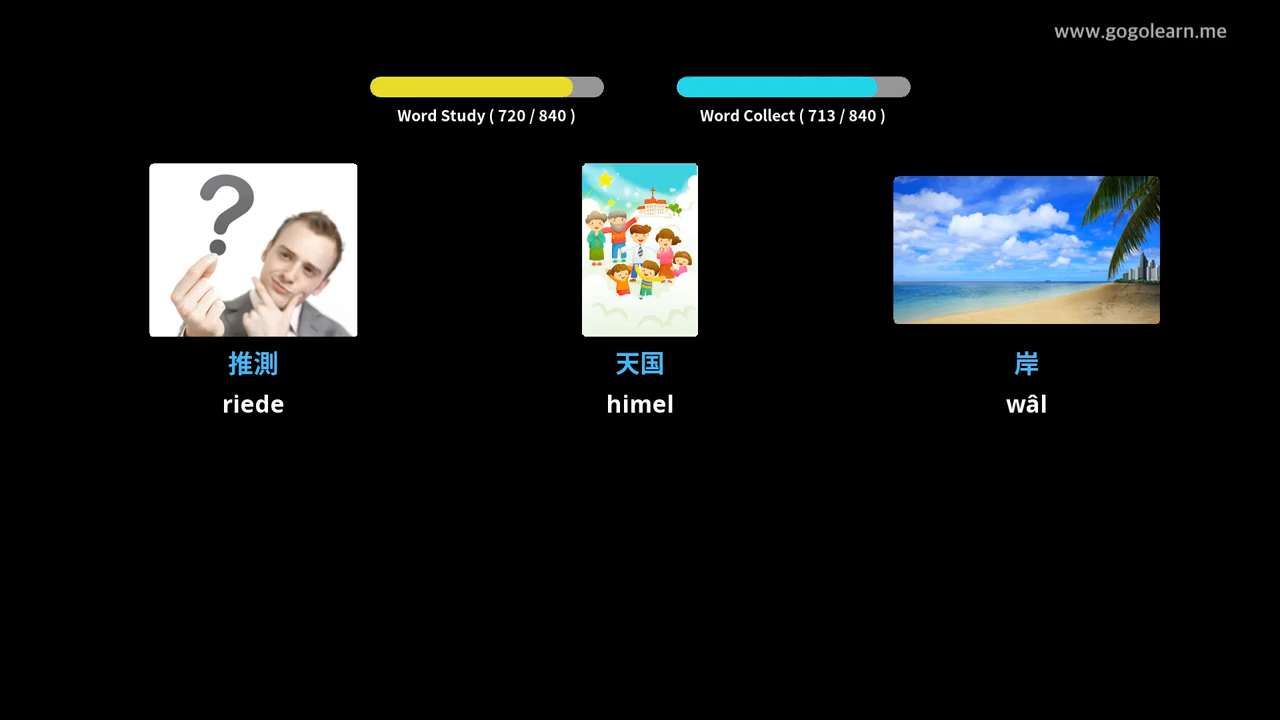 www.gogolearn.me
Word Study ( 720 / 840 )
Word Collect ( 713 / 840 )
推測
riede
天国
himel
岸
wâl